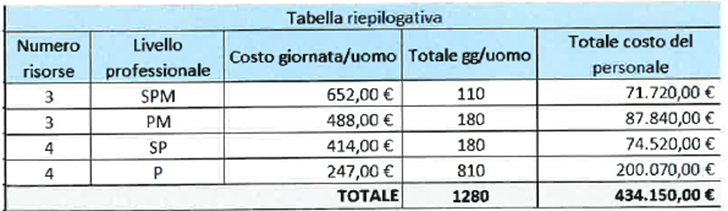 Tabella riepilogativa
Numero risorse Livello professionale Costo giornata/uomo Totale gg/uomo Totale costo del personale
3 SPM 652,00 € 110 71.720,00 €
3 PM 488,00 € 180 87.840,00 €
4 SP 414,00 € 180 74.520,00 €
4 P 247,00 € 810 200.070,00 €
TOTALE 1280 434.150,00 €